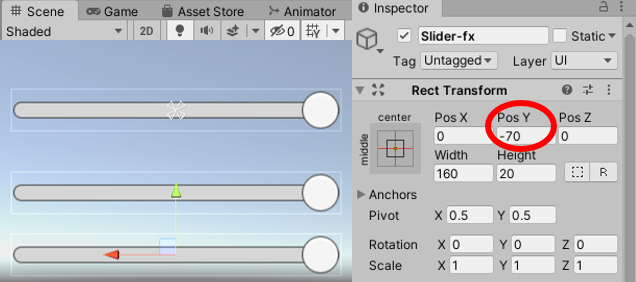 Scene Game Asset Store Animator
Shaded 2D 0
Inspector
Slider-fx Static
Tag Untagged Layer UI
Rect Transform
center Pos X Pos Y Pos Z
middle 0 -70 0
Width Height
160 20 R
Anchors
Pivot X 0.5 Y 0.5
Rotation X 0 Y 0 Z 0
Scale X 1 Y 1 Z 1